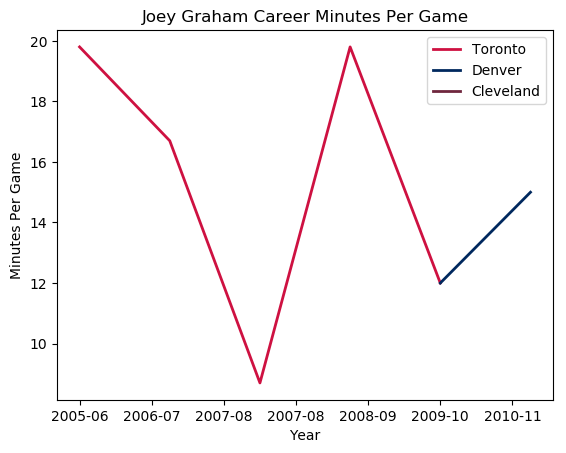 Joey Graham Career Minutes Per Game
20
18
16
14
12
10
Minutes Per Game
Toronto
Denver
Cleveland
2005-06 2006-07 2007-08 2007-08 2008-09 2009-10 2010-11
Year